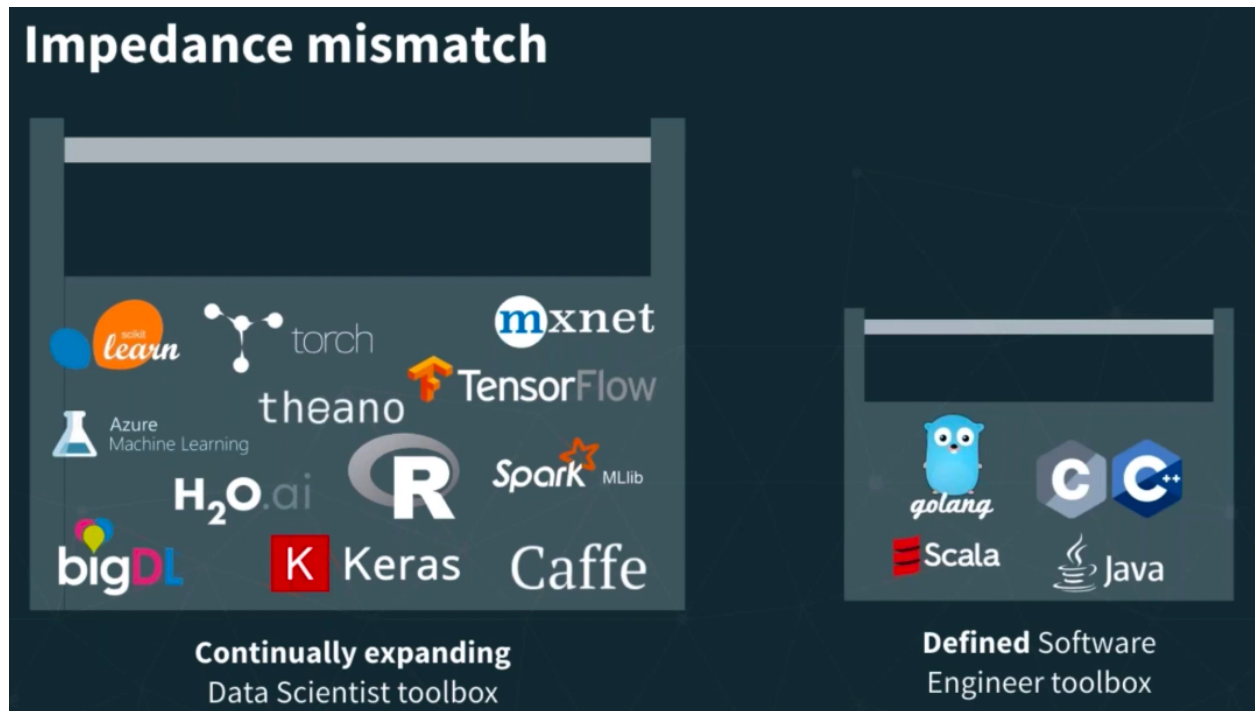 Impedance mismatch
scikit
learn
torch
mxnet
theano
TensorFlow
Azure
Machine Learning
H2O.ai
R
Spark MLlib
bigDL
K Keras
Caffe
golang
C
C++
Scala
Java
Continually expanding
Data Scientist toolbox
Defined Software
Engineer toolbox